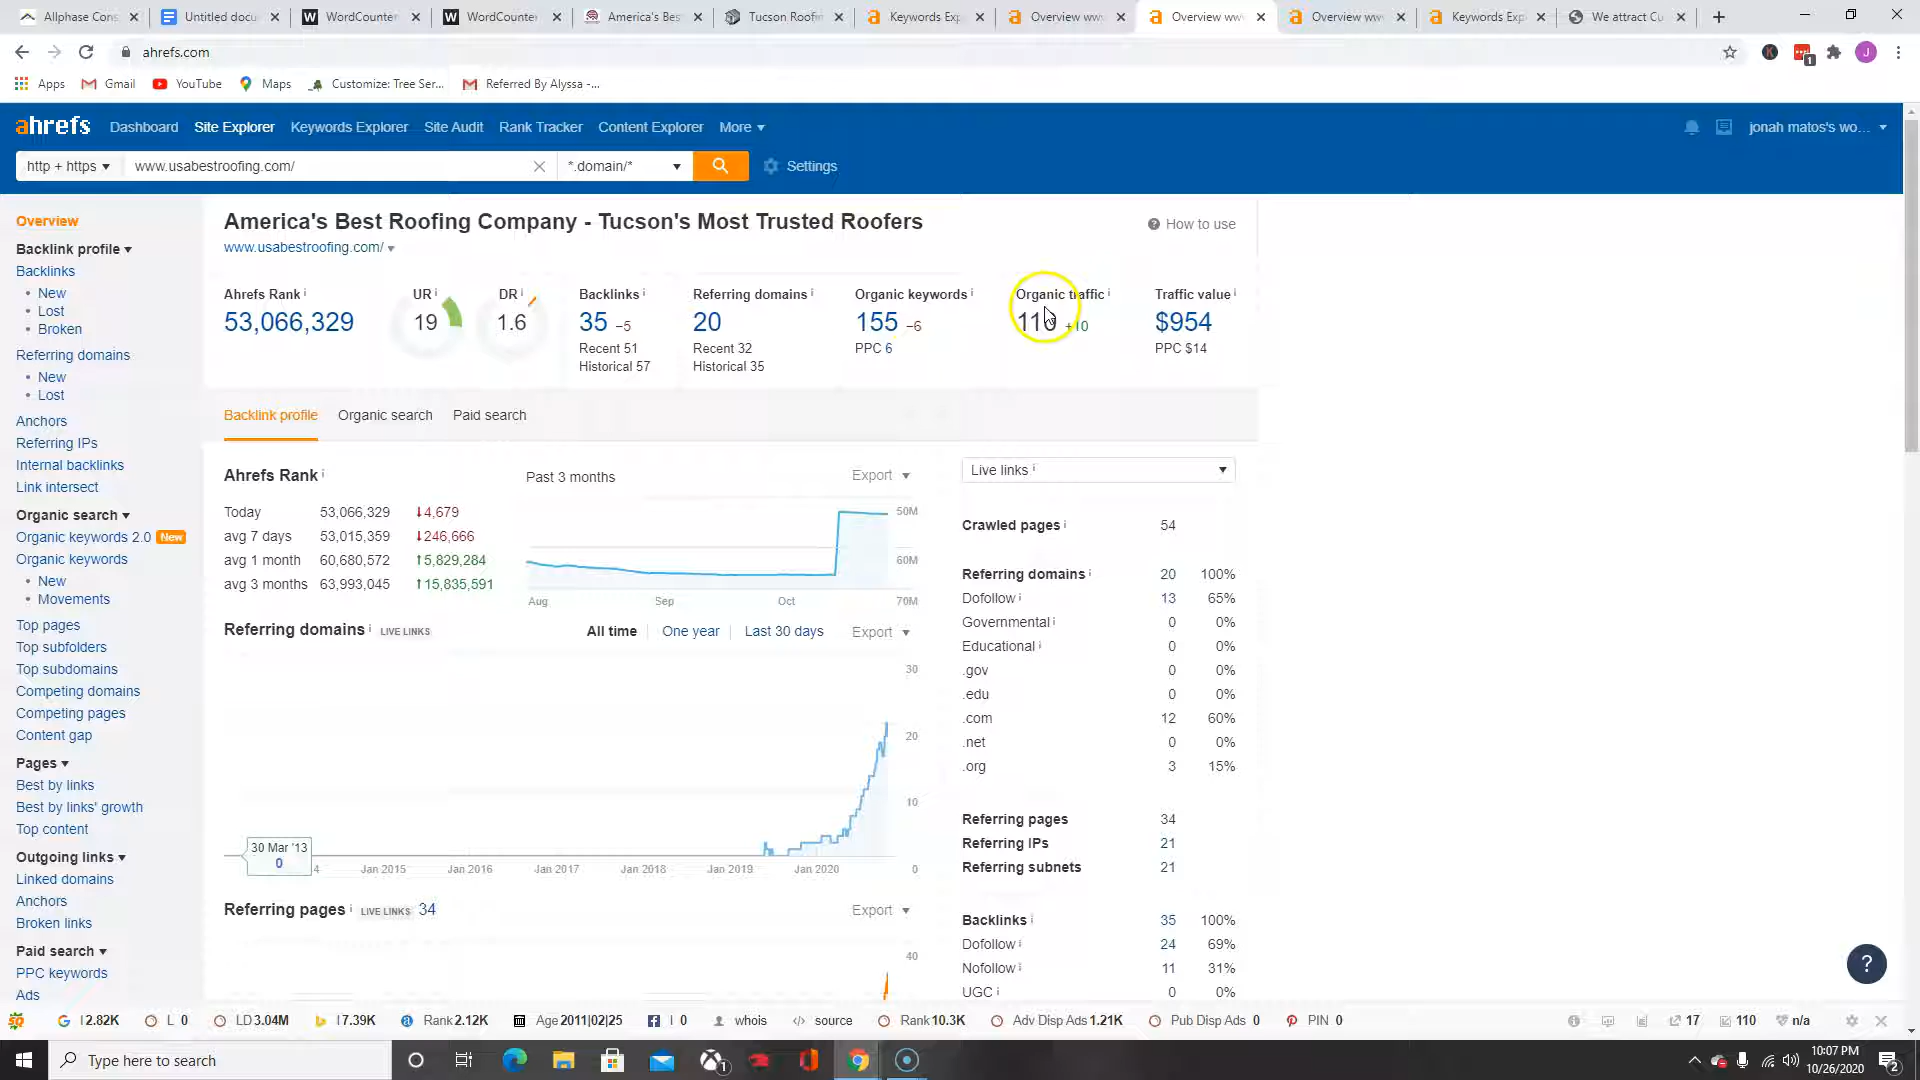 Allphase Cons
Untitled docu
WordCounter
WordCounter
America's Bes
Tucson Roofin
Keywords Exp
Overview ww
Overview ww
Overview ww
Keywords Exp
We attract Cu
ahrefs.com
Apps
Gmail
YouTube
Maps
Customize: Tree Ser...
Referred By Alyssa -...
ahrefs
Dashboard
Site Explorer
Keywords Explorer
Site Audit
Rank Tracker
Content Explorer
More
jonah matos's wo...
http + https
www.usabestroofing.com/
*.domain/*
Settings
Overview
Backlink profile
Backlinks
New
Lost
Broken
Referring domains
New
Lost
Anchors
Referring IPs
Internal backlinks
Link intersect
Organic search
Organic keywords 2.0 New
Organic keywords
New
Movements
Top pages
Top subfolders
Top subdomains
Competing domains
Competing pages
Content gap
Pages
Best by links
Best by links' growth
Top content
Outgoing links
Linked domains
Anchors
Broken links
Paid search
PPC keywords
Ads
America's Best Roofing Company - Tucson's Most Trusted Roofers
How to use
www.usabestroofing.com/
Ahrefs Rank
53,066,329
UR
19
DR
1.6
Backlinks
35 –5
Recent 51
Historical 57
Referring domains
20
Recent 32
Historical 35
Organic keywords
155 –6
PPC 6
Organic traffic
110 +10
Traffic value
$954
PPC $14
Backlink profile
Organic search
Paid search
Ahrefs Rank
Past 3 months
Export
Today 53,066,329 ↓4,679
avg 7 days 53,015,359 ↓246,666
avg 1 month 60,680,572 ↑5,829,284
avg 3 months 63,993,045 ↑15,835,591
50M
60M
70M
Aug Sep Oct
Referring domains LIVE LINKS
All time
One year
Last 30 days
Export
30
20
10
0
30 Mar '13
0
4 Jan 2015 Jan 2016 Jan 2017 Jan 2018 Jan 2019 Jan 2020
Referring pages LIVE LINKS 34
Export
40
Live links
Crawled pages 54
Referring domains 20 100%
Dofollow 13 65%
Governmental 0 0%
Educational 0 0%
.gov 0 0%
.edu 0 0%
.com 12 60%
.net 0 0%
.org 3 15%
Referring pages 34
Referring IPs 21
Referring subnets 21
Backlinks 35 100%
Dofollow 24 69%
Nofollow 11 31%
UGC 0 0%
?
SQ
I 2.82K
L 0
LD 3.04M
I 7.39K
Rank 2.12K
Age 2011|02|25
I 0
whois
source
Rank 10.3K
Adv Disp Ads 1.21K
Pub Disp Ads 0
PIN 0
17
110
n/a
Type here to search
10:07 PM
10/26/2020